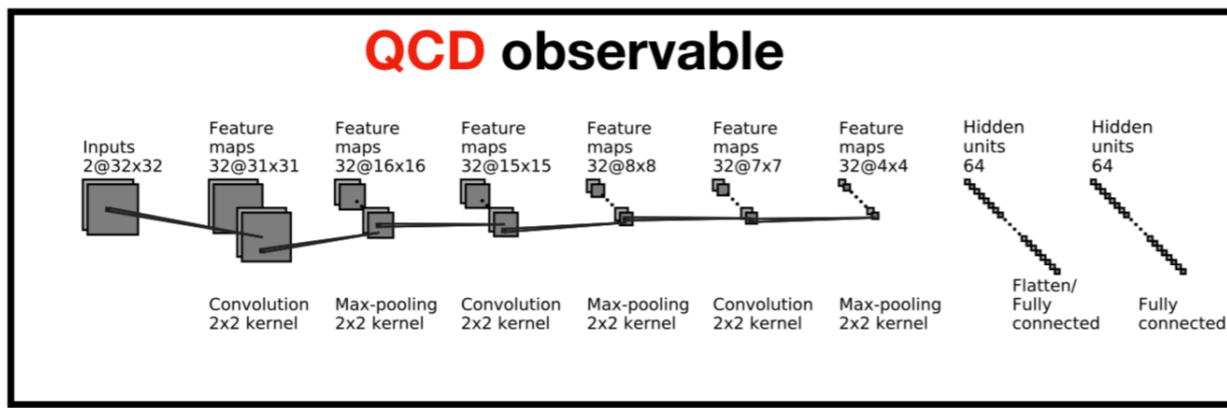 QCD observable
Inputs
2@32x32
Feature
maps
32@31x31
Feature
maps
32@16x16
Feature
maps
32@15x15
Feature
maps
32@8x8
Feature
maps
32@7x7
Feature
maps
32@4x4
Hidden
units
64
Hidden
units
64
Convolution
2x2 kernel
Max-pooling
2x2 kernel
Convolution
2x2 kernel
Max-pooling
2x2 kernel
Convolution
2x2 kernel
Max-pooling
2x2 kernel
Flatten/
Fully
connected
Fully
connected